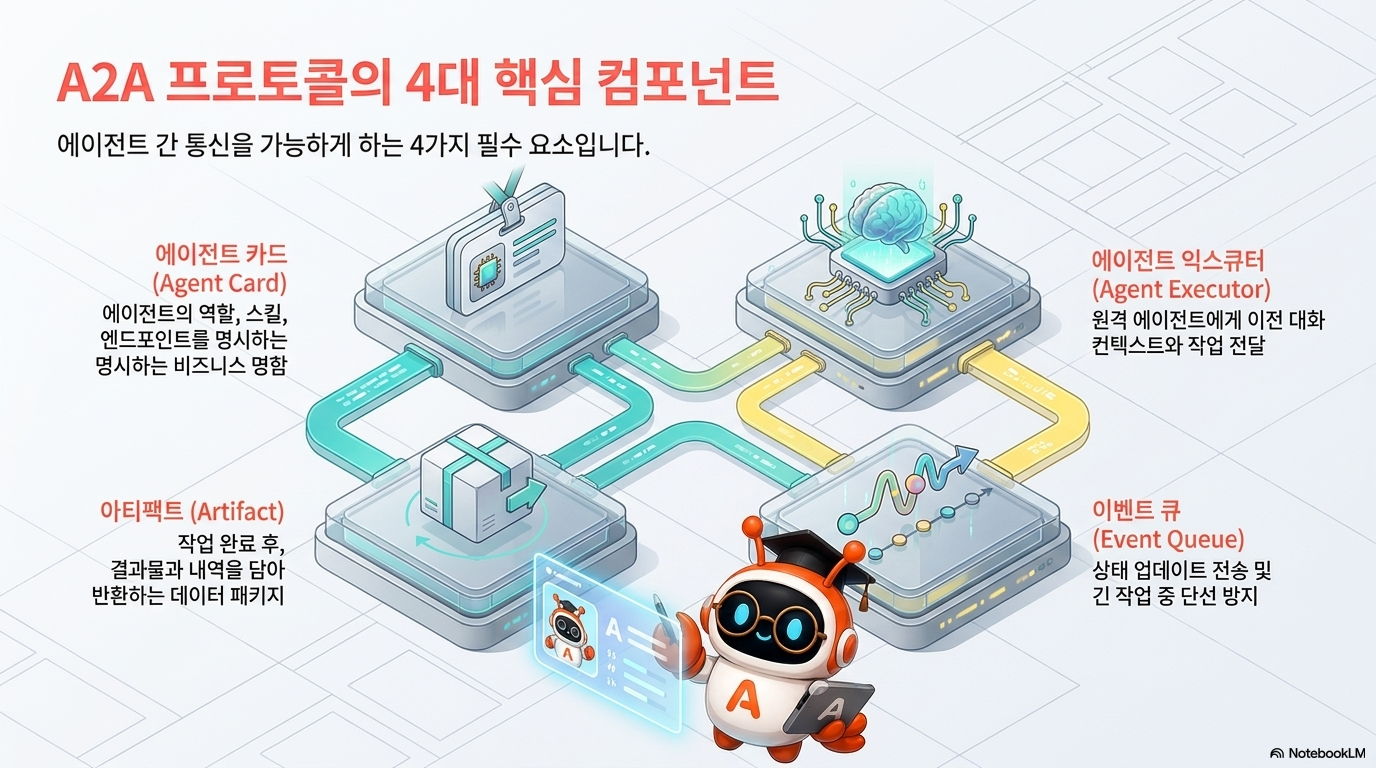 A2A 프로토콜의 4대 핵심 컴포넌트
에이전트 간 통신을 가능하게 하는 4가지 필수 요소입니다.
에이전트 카드
(Agent Card)
에이전트의 역할, 스킬,
엔드포인트를 명시하는
명시하는 비즈니스 명함
에이전트 익스큐터
(Agent Executor)
원격 에이전트에게 이전 대화
컨텍스트와 작업 전달
아티팩트 (Artifact)
작업 완료 후,
결과물과 내역을 담아
반환하는 데이터 패키지
이벤트 큐
(Event Queue)
상태 업데이트 전송 및
긴 작업 중 단선 방지
A
A
A
A
NotebookLM